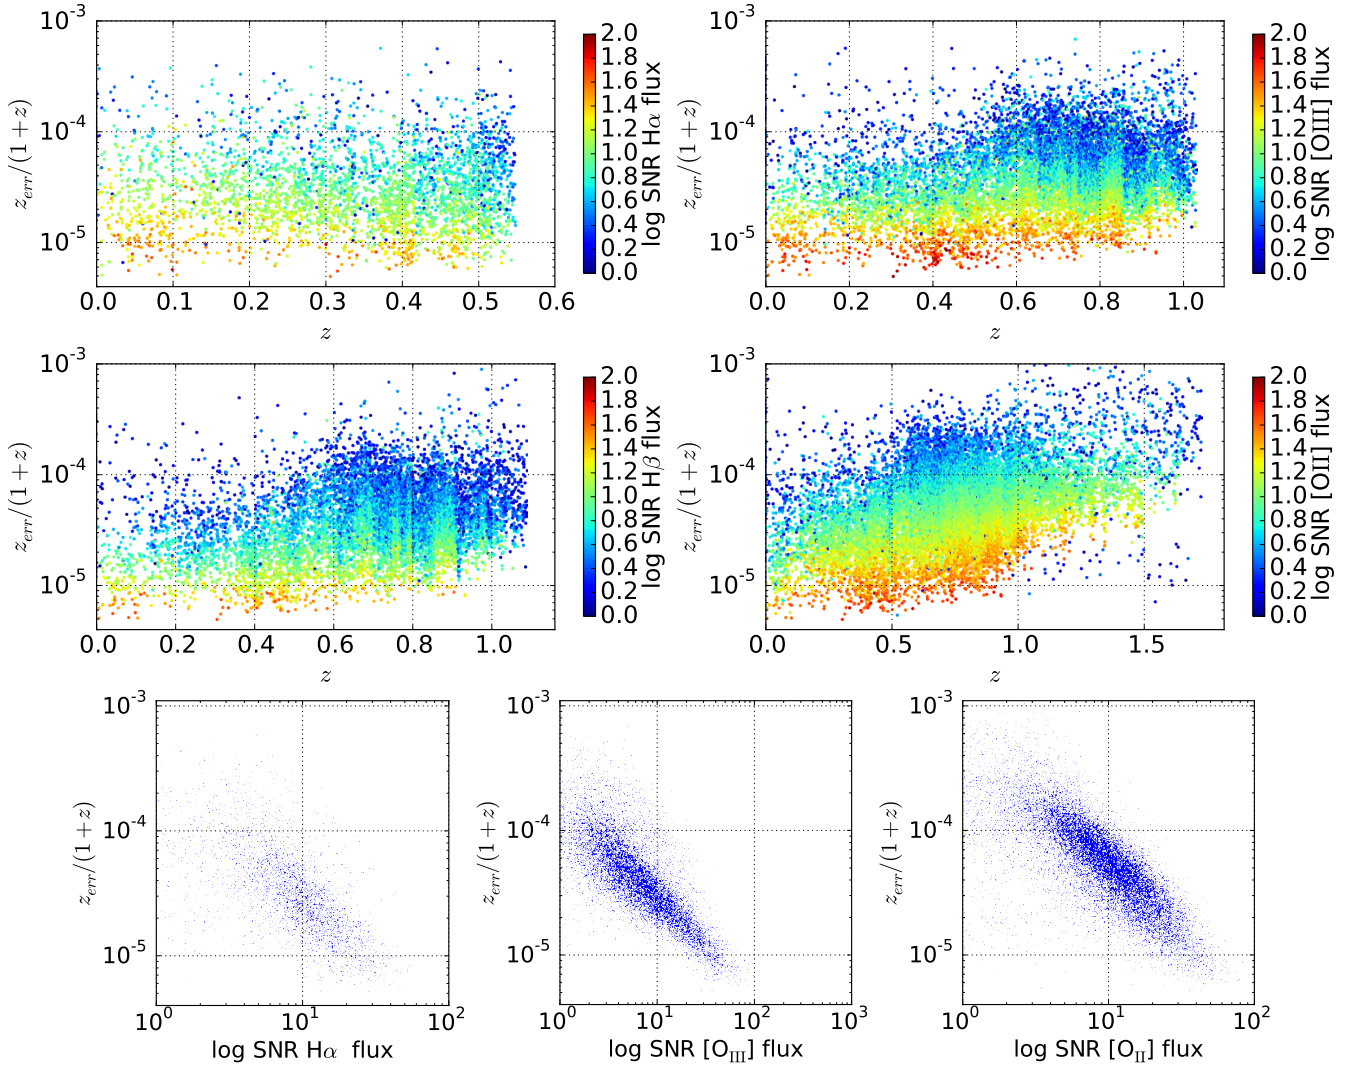 10^-3
10^-4
10^-5
z_err/(1+z)
0.0 0.1 0.2 0.3 0.4 0.5 0.6
z
2.0
1.8
1.6
1.4
1.2
1.0
0.8
0.6
0.4
0.2
0.0
log SNR Hα flux
10^-3
10^-4
10^-5
z_err/(1+z)
0.0 0.2 0.4 0.6 0.8 1.0
z
2.0
1.8
1.6
1.4
1.2
1.0
0.8
0.6
0.4
0.2
0.0
log SNR [OIII] flux
10^-3
10^-4
10^-5
z_err/(1+z)
0.0 0.2 0.4 0.6 0.8 1.0
z
2.0
1.8
1.6
1.4
1.2
1.0
0.8
0.6
0.4
0.2
0.0
log SNR Hβ flux
10^-3
10^-4
10^-5
z_err/(1+z)
0.0 0.5 1.0 1.5
z
2.0
1.8
1.6
1.4
1.2
1.0
0.8
0.6
0.4
0.2
0.0
log SNR [OII] flux
10^-3
10^-4
10^-5
z_err/(1+z)
10^0 10^1 10^2
log SNR Hα flux
10^-3
10^-4
10^-5
z_err/(1+z)
10^0 10^1 10^2 10^3
log SNR [O_III] flux
10^-3
10^-4
10^-5
z_err/(1+z)
10^0 10^1 10^2
log SNR [O_II] flux